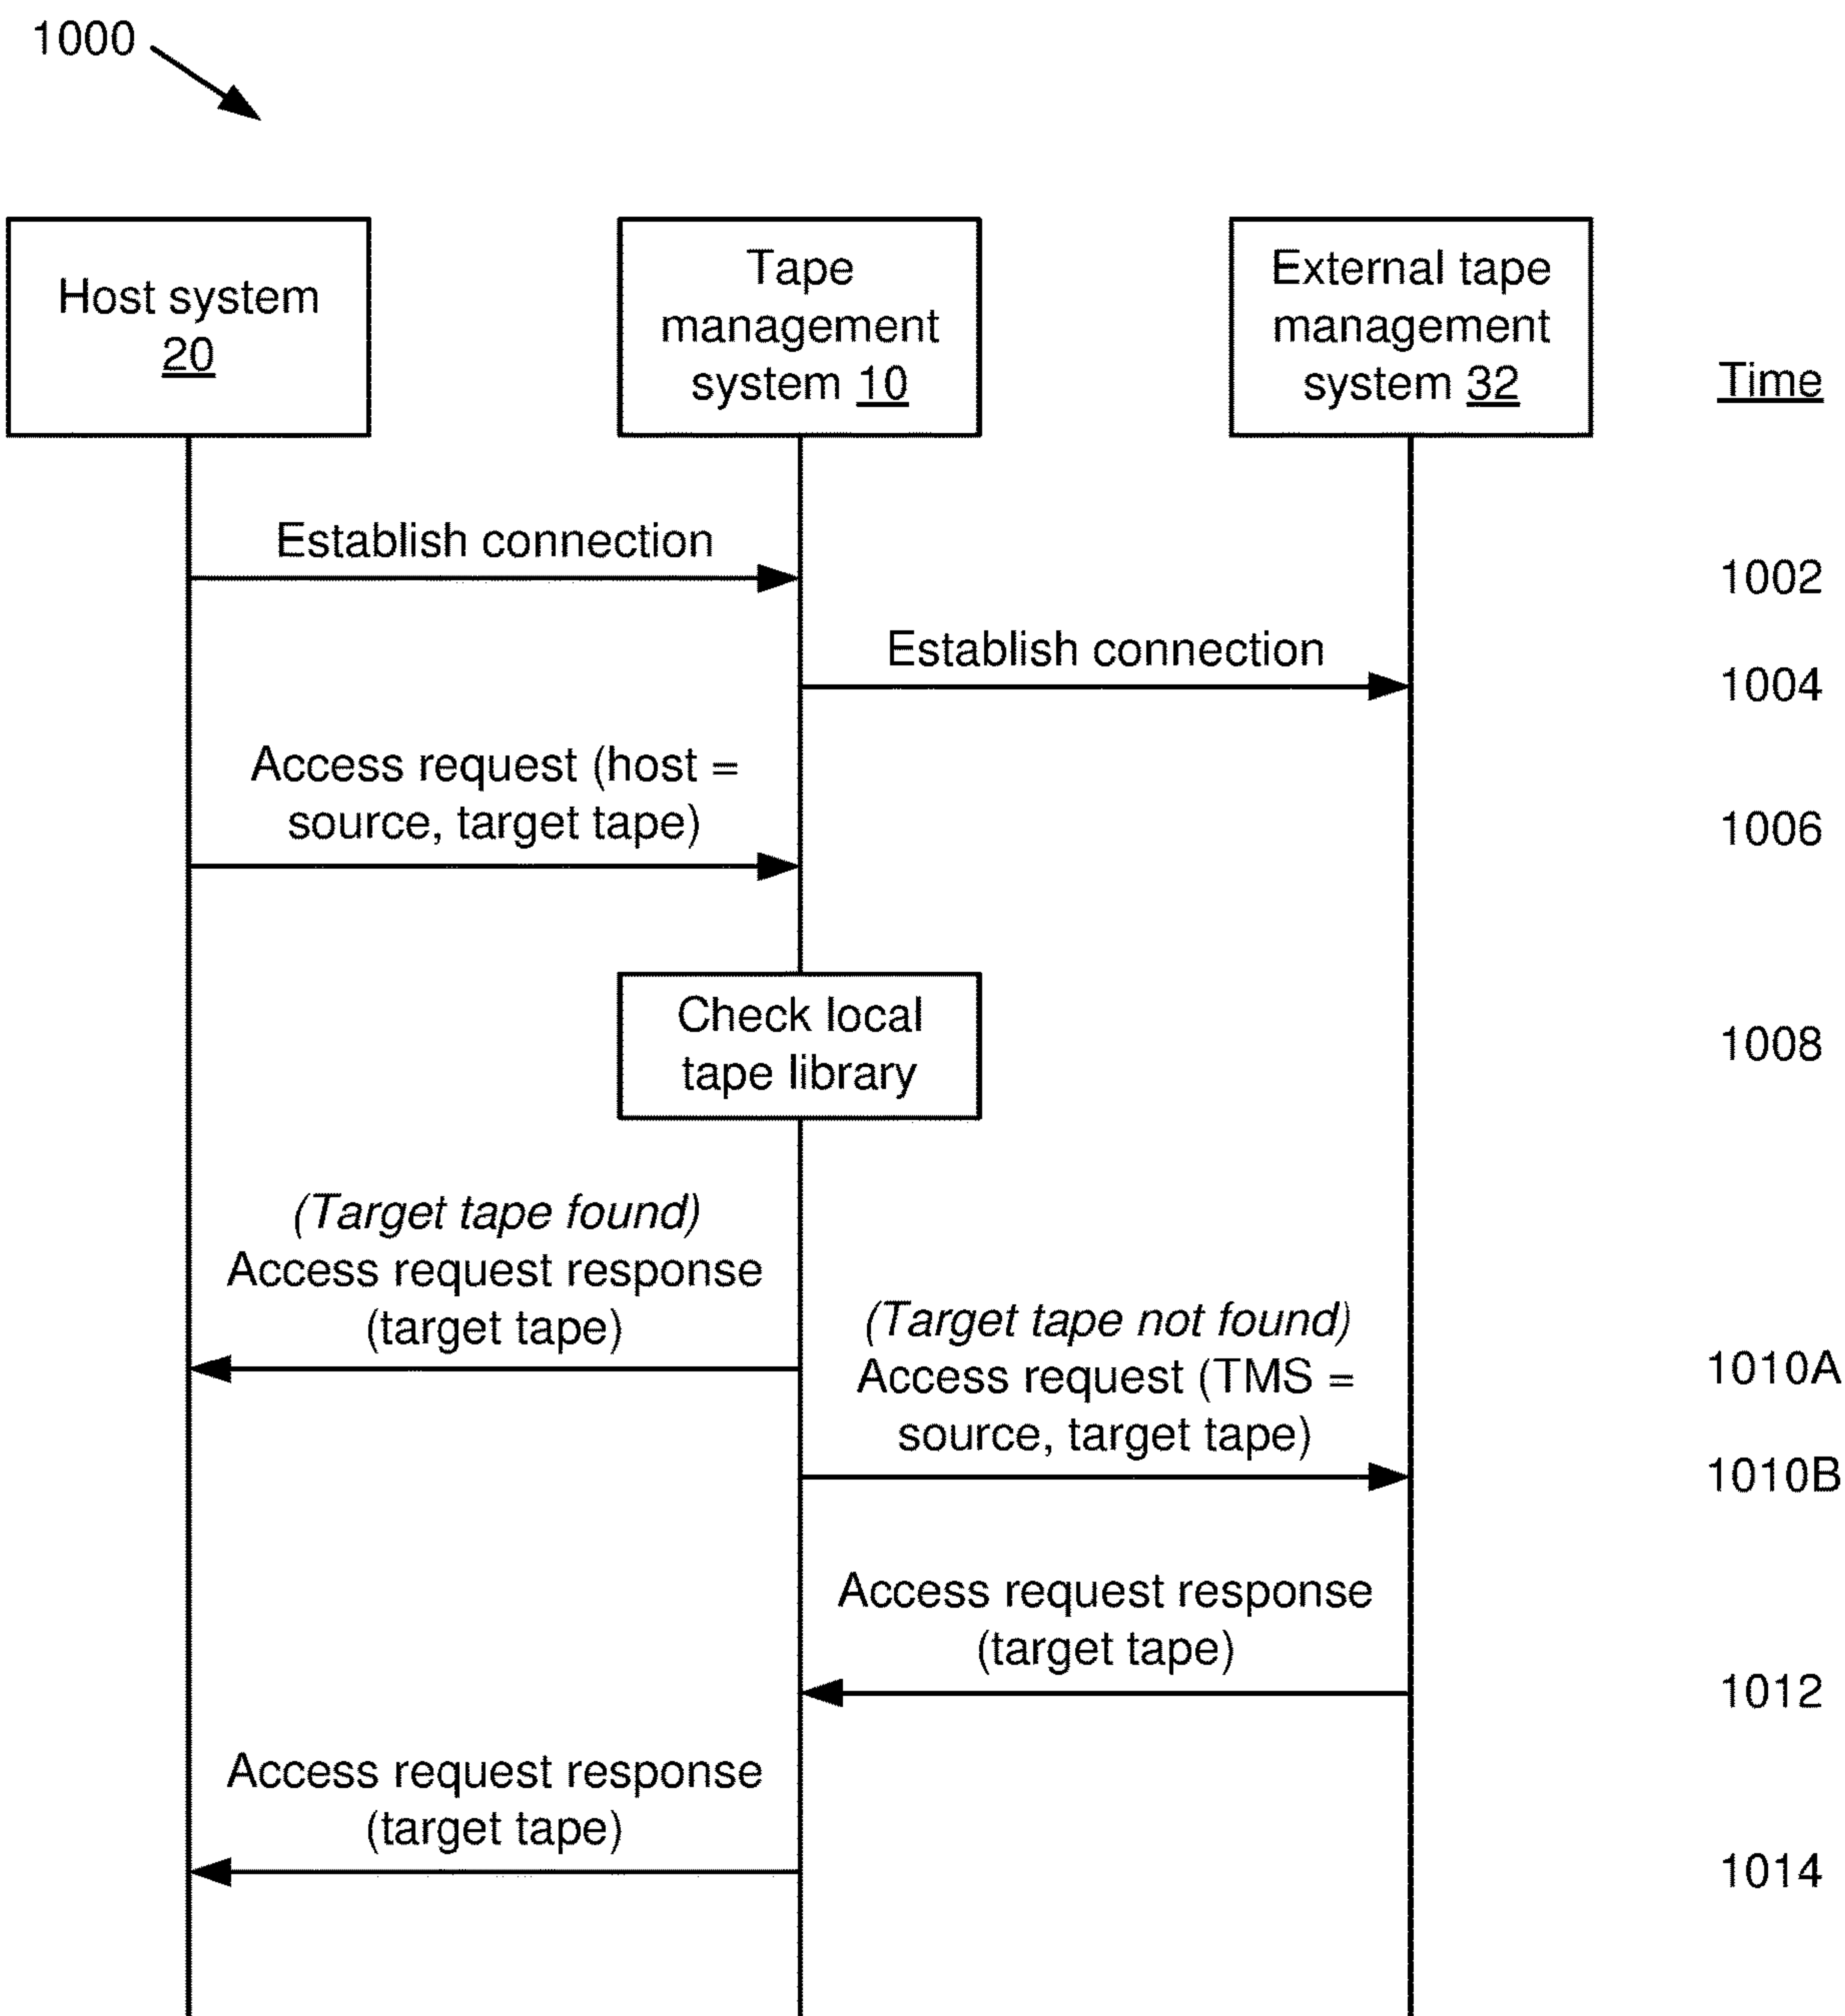 1000
Host system
20
Tape
management
system 10
External tape
management
system 32
Time
Establish connection
1002
Establish connection
1004
Access request (host =
source, target tape)
1006
Check local
tape library
1008
(Target tape found)
Access request response
(target tape)
1010A
(Target tape not found)
Access request (TMS =
source, target tape)
1010B
Access request response
(target tape)
1012
Access request response
(target tape)
1014